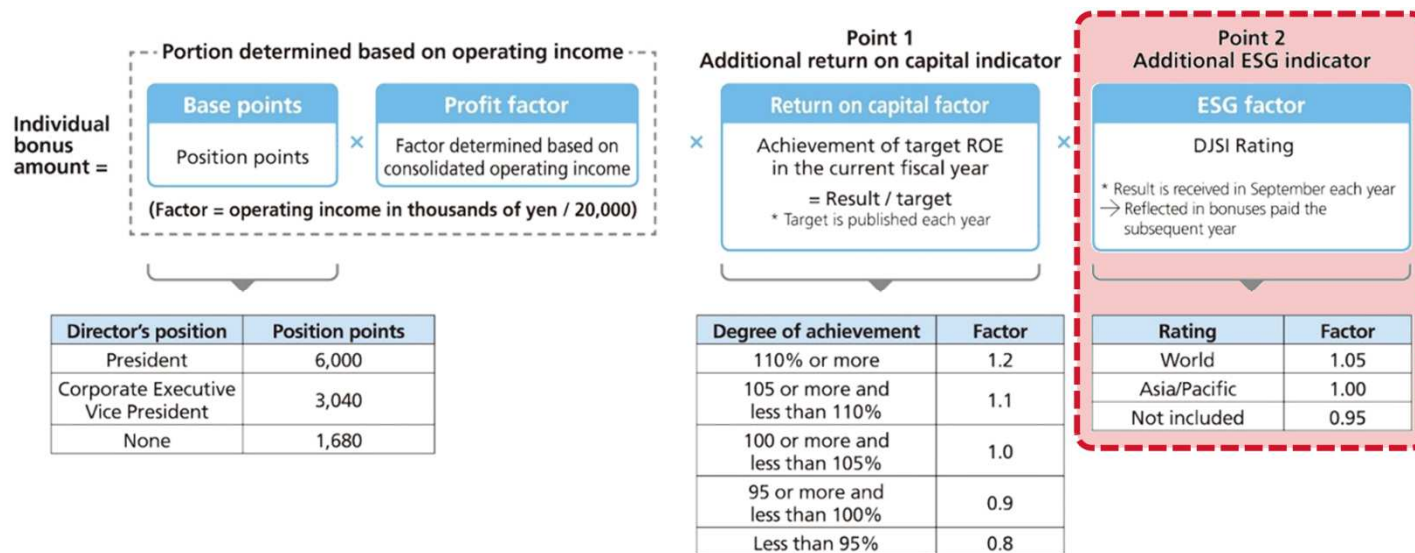 Portion determined based on operating income
Point 1
Additional return on capital indicator
Point 2
Additional ESG indicator
Individual
bonus
amount =
Base points
Position points
×
Profit factor
Factor determined based on
consolidated operating income
(Factor = operating income in thousands of yen / 20,000)
×
Return on capital factor
Achievement of target ROE
in the current fiscal year
= Result / target
* Target is published each year
×
ESG factor
DJSI Rating
* Result is received in September each year
→ Reflected in bonuses paid the
subsequent year
Director's position Position points
President 6,000
Corporate Executive
Vice President 3,040
None 1,680
Degree of achievement Factor
110% or more 1.2
105 or more and
less than 110% 1.1
100 or more and
less than 105% 1.0
95 or more and
less than 100% 0.9
Less than 95% 0.8
Rating Factor
World 1.05
Asia/Pacific 1.00
Not included 0.95